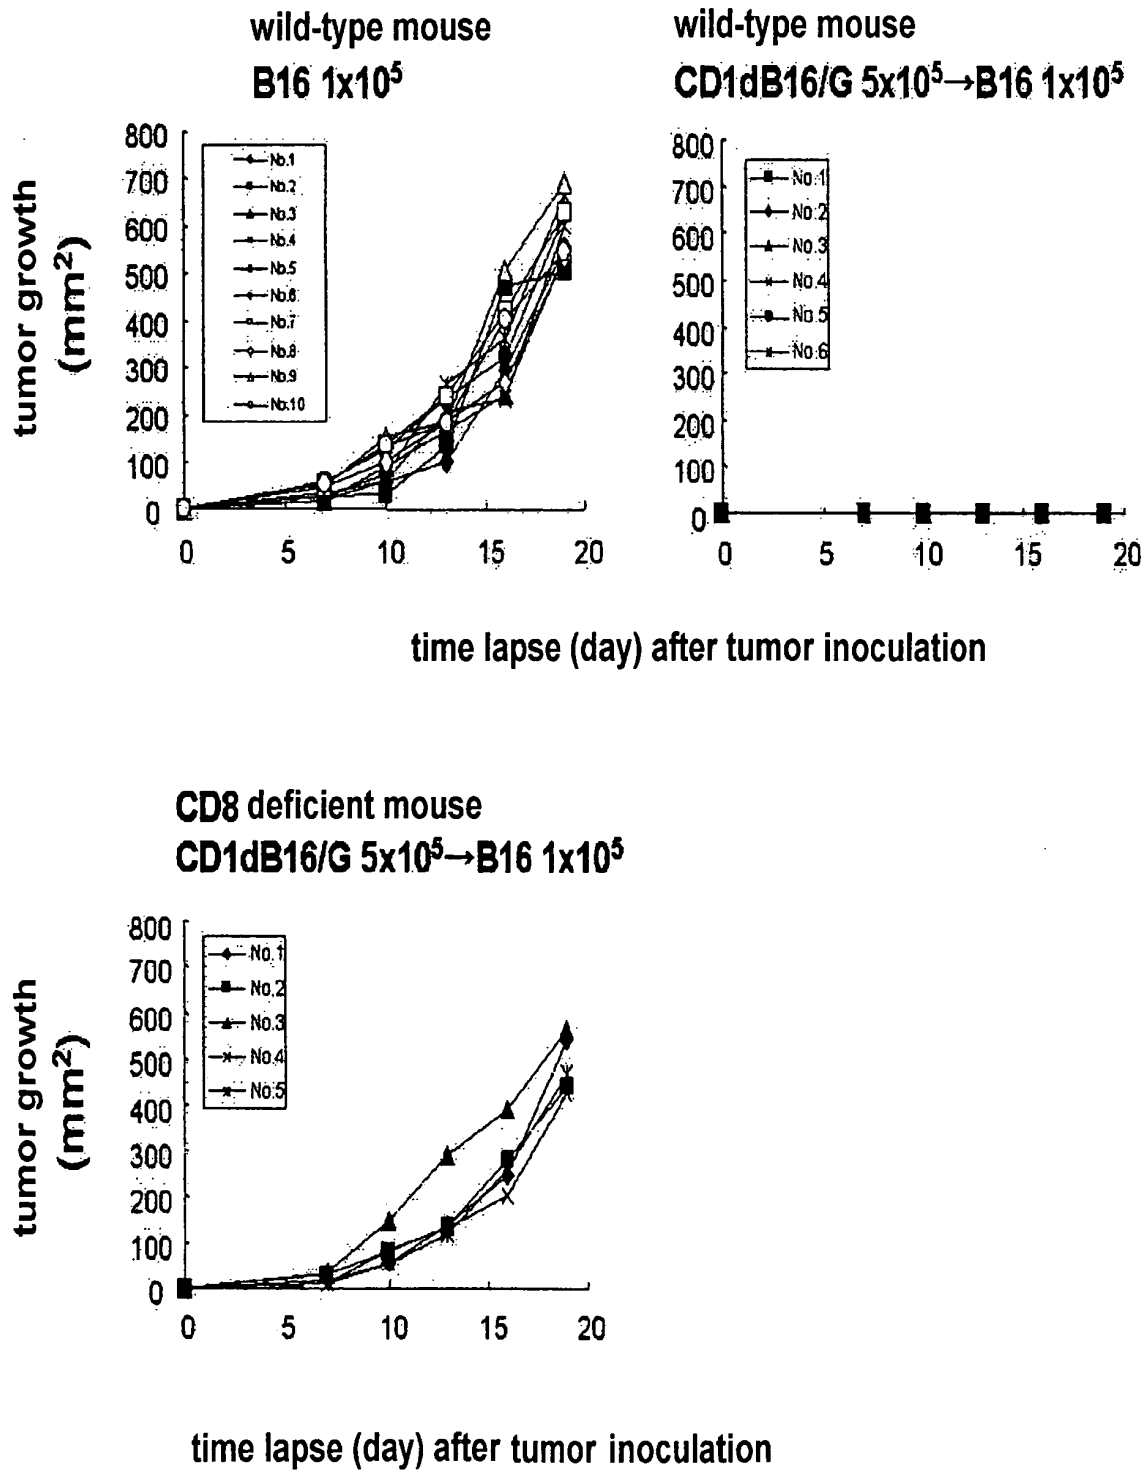 wild-type mouse
B16 1x10⁵
tumor growth
(mm²)
800
700
600
500
400
300
200
100
0
No.1
No.2
No.3
No.4
No.5
No.6
No.7
No.8
No.9
No.10
0 5 10 15 20
wild-type mouse
CD1dB16/G 5x10⁵→B16 1x10⁵
800
700
600
500
400
300
200
100
0
No.1
No.2
No.3
No.4
No.5
No.6
0 5 10 15 20
time lapse (day) after tumor inoculation
CD8 deficient mouse
CD1dB16/G 5x10⁵→B16 1x10⁵
tumor growth
(mm²)
800
700
600
500
400
300
200
100
0
No.1
No.2
No.3
No.4
No.5
0 5 10 15 20
time lapse (day) after tumor inoculation